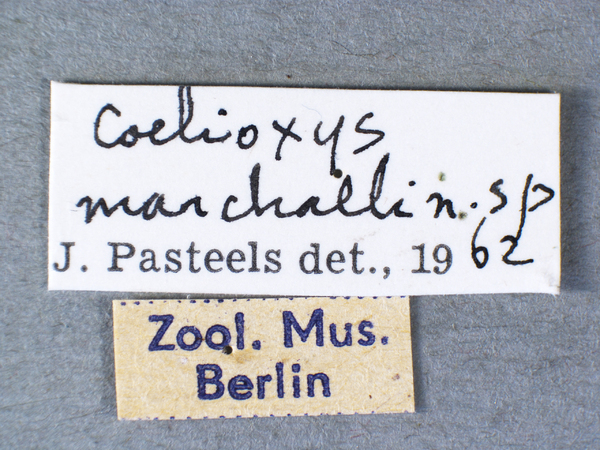 Coelioxys
marchalli n. sp
J. Pasteels det., 1962
Zool. Mus.
Berlin